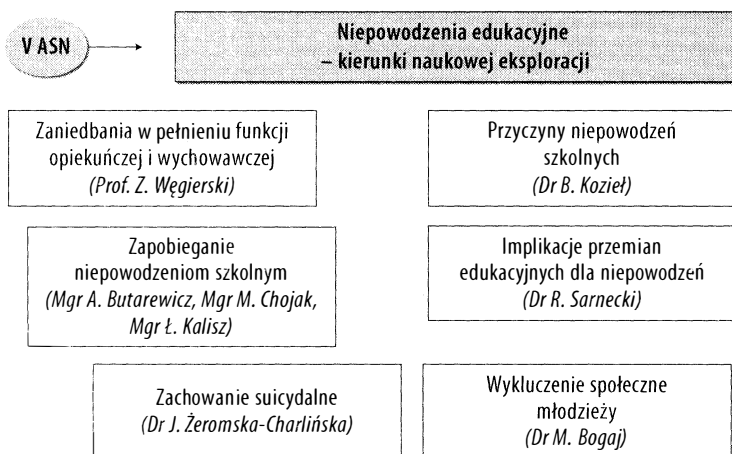 V ASN
Niepowodzenia edukacyjne
– kierunki naukowej eksploracji
Zaniedbania w pełnieniu funkcji
opiekuńczej i wychowawczej
(Prof. Z. Węgierski)
Przyczyny niepowodzeń
szkolnych
(Dr B. Kozieł)
Zapobieganie
niepowodzeniom szkolnym
(Mgr A. Butarewicz, Mgr M. Chojak,
Mgr Ł. Kalisz)
Implikacje przemian
edukacyjnych dla niepowodzeń
(Dr R. Sarnecki)
Zachowanie suicydalne
(Dr J. Żeromska-Charlińska)
Wykluczenie społeczne
młodzieży
(Dr M. Bogaj)